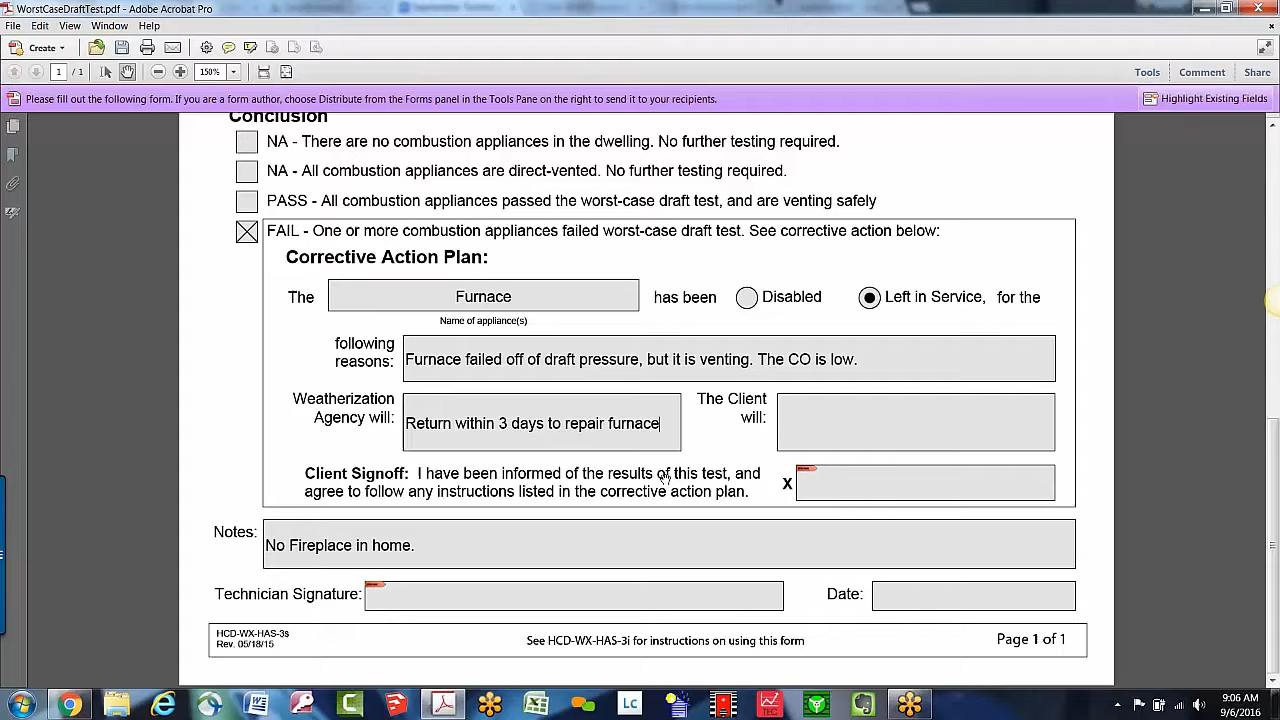 WorstCaseDraftTest.pdf - Adobe Acrobat Pro
File Edit View Window Help
Create
1 / 1 150% Tools Comment Share
Please fill out the following form. If you are a form author, choose Distribute from the Forms panel in the Tools Pane on the right to send it to your recipients. Highlight Existing Fields
Conclusion
NA - There are no combustion appliances in the dwelling. No further testing required.
NA - All combustion appliances are direct-vented. No further testing required.
PASS - All combustion appliances passed the worst-case draft test, and are venting safely
FAIL - One or more combustion appliances failed worst-case draft test. See corrective action below:
Corrective Action Plan:
The Furnace has been Disabled Left in Service, for the
Name of appliance(s)
following
reasons:
Furnace failed off of draft pressure, but it is venting. The CO is low.
Weatherization
Agency will:
Return within 3 days to repair furnace
The Client
will:
Client Signoff: I have been informed of the results of this test, and
agree to follow any instructions listed in the corrective action plan.
X
Notes:
No Fireplace in home.
Technician Signature: Date:
HCD-WX-HAS-3s
Rev. 05/18/15
See HCD-WX-HAS-3i for instructions on using this form
Page 1 of 1
LC
9:06 AM
9/6/2016